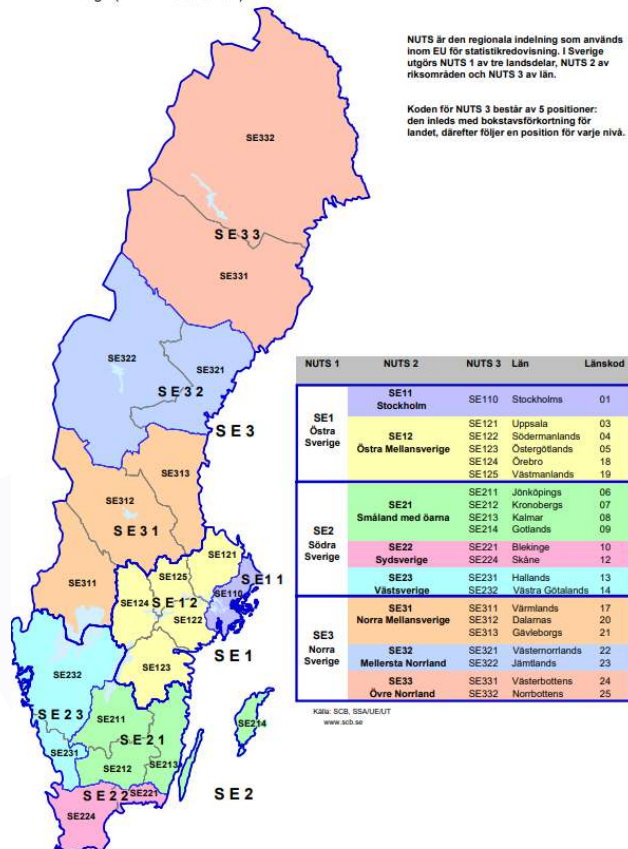 NUTS är den regionala indelning som används
inom EU för statistikredovisning. I Sverige
utgörs NUTS 1 av tre landsdelar, NUTS 2 av
riksområden och NUTS 3 av län.
Koden för NUTS 3 består av 5 positioner:
den inleds med bokstavsförkortning för
landet, därefter följer en position för varje nivå.
SE332
SE33
SE331
SE322
SE321
SE32
SE3
SE313
SE312
SE31
SE311
SE121
SE125
SE11
SE110
SE124
SE12
SE122
SE1
SE123
SE232
SE23
SE211
SE21
SE214
SE231
SE212
SE213
SE22
SE221
SE2
SE224
NUTS 1 NUTS 2 NUTS 3 Län Länskod
SE1
Östra
Sverige
SE11
Stockholm
SE110 Stockholms 01
SE12
Östra Mellansverige
SE121 Uppsala 03
SE122 Södermanlands 04
SE123 Östergötlands 05
SE124 Örebro 18
SE125 Västmanlands 19
SE2
Södra
Sverige
SE21
Småland med öarna
SE211 Jönköpings 06
SE212 Kronobergs 07
SE213 Kalmar 08
SE214 Gotlands 09
SE22
Sydsverige
SE221 Blekinge 10
SE224 Skåne 12
SE23
Västsverige
SE231 Hallands 13
SE232 Västra Götalands 14
SE3
Norra
Sverige
SE31
Norra Mellansverige
SE311 Värmlands 17
SE312 Dalarnas 20
SE313 Gävleborgs 21
SE32
Mellersta Norrland
SE321 Västernorrlands 22
SE322 Jämtlands 23
SE33
Övre Norrland
SE331 Västerbottens 24
SE332 Norrbottens 25
Källa: SCB, SSA/UE/UT
www.scb.se